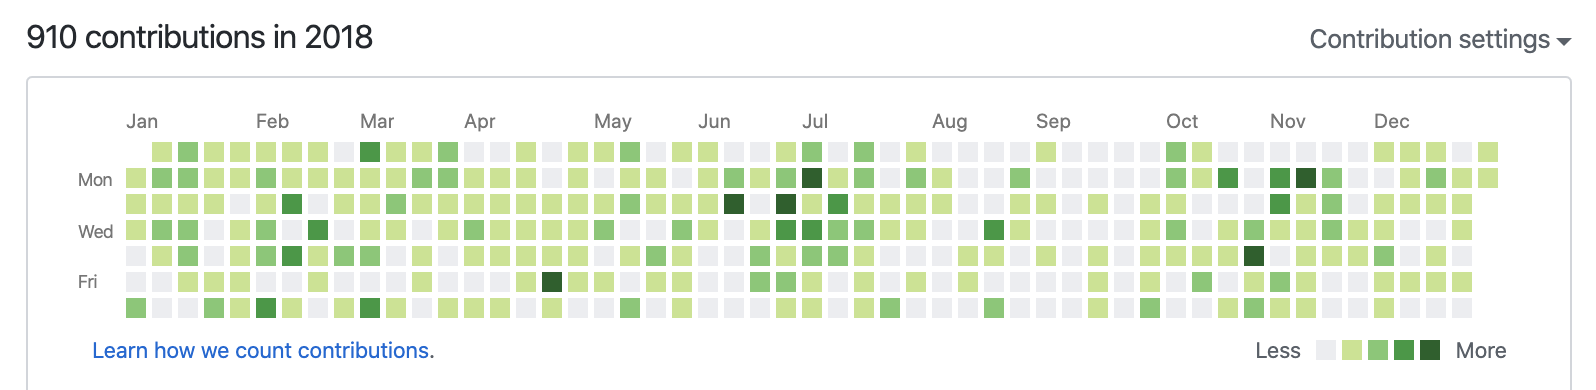 910 contributions in 2018
Contribution settings
Jan Feb Mar Apr May Jun Jul Aug Sep Oct Nov Dec
Mon
Wed
Fri
Learn how we count contributions.
Less More